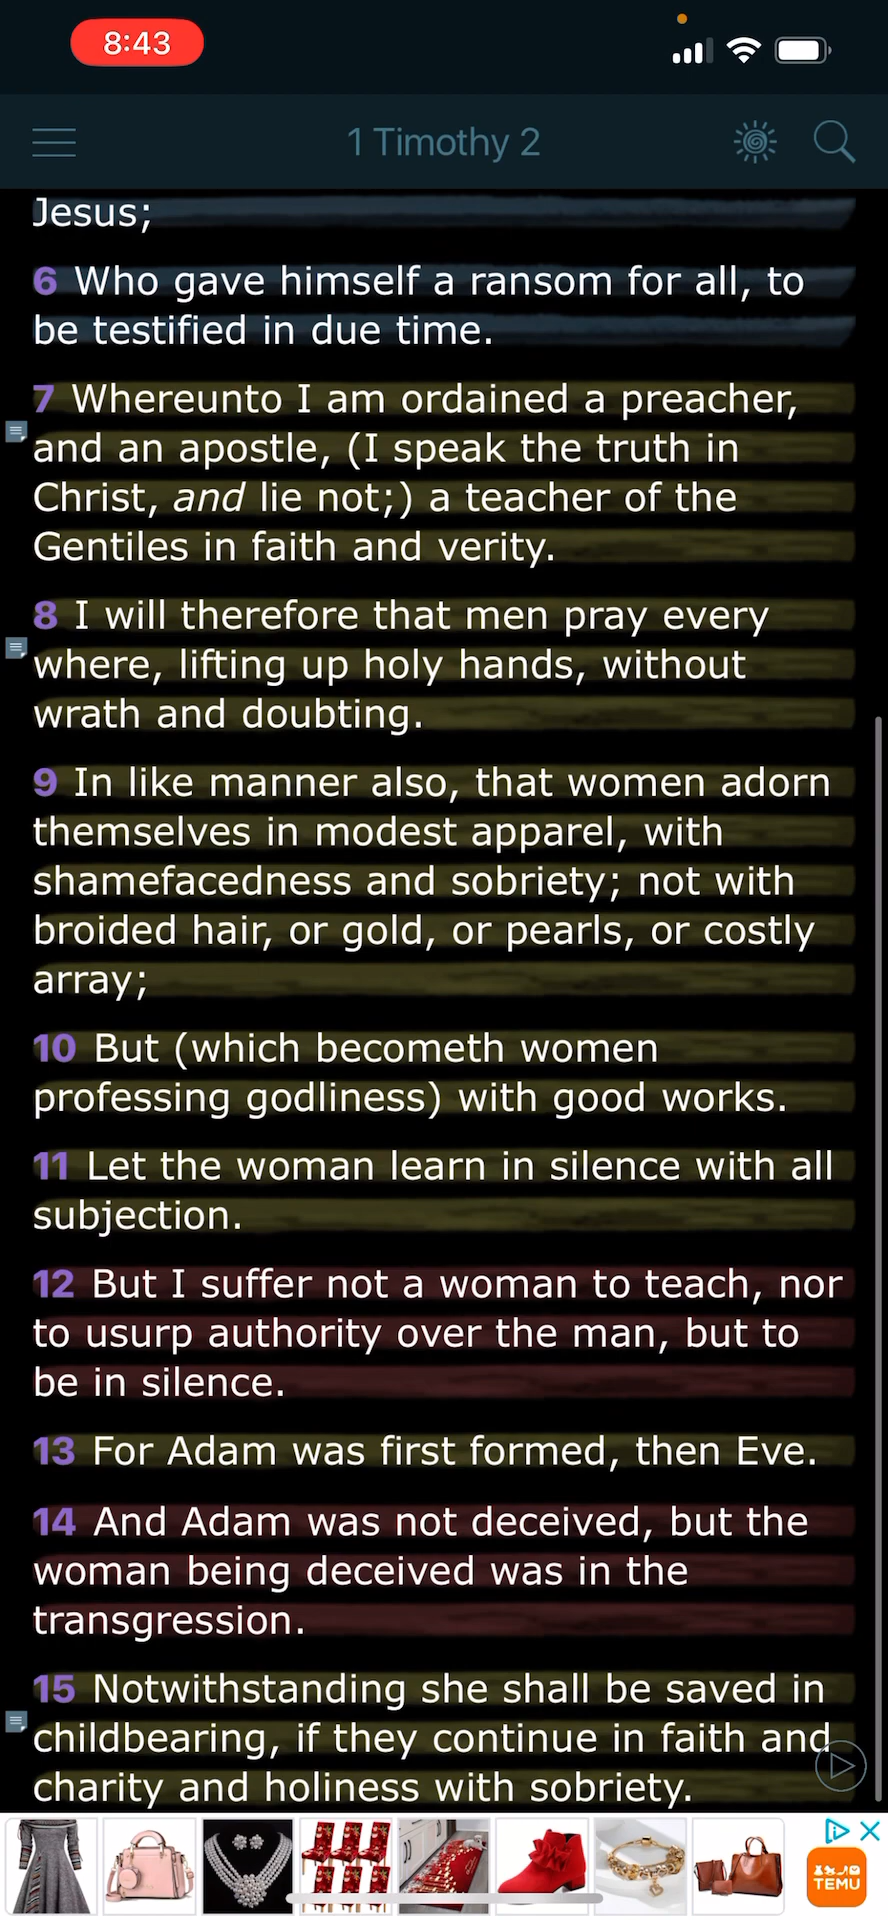 8:43
1 Timothy 2
Jesus;
6 Who gave himself a ransom for all, to
be testified in due time.
7 Whereunto I am ordained a preacher,
and an apostle, (I speak the truth in
Christ, and lie not;) a teacher of the
Gentiles in faith and verity.
8 I will therefore that men pray every
where, lifting up holy hands, without
wrath and doubting.
9 In like manner also, that women adorn
themselves in modest apparel, with
shamefacedness and sobriety; not with
broided hair, or gold, or pearls, or costly
array;
10 But (which becometh women
professing godliness) with good works.
11 Let the woman learn in silence with all
subjection.
12 But I suffer not a woman to teach, nor
to usurp authority over the man, but to
be in silence.
13 For Adam was first formed, then Eve.
14 And Adam was not deceived, but the
woman being deceived was in the
transgression.
15 Notwithstanding she shall be saved in
childbearing, if they continue in faith and
charity and holiness with sobriety.
TEMU